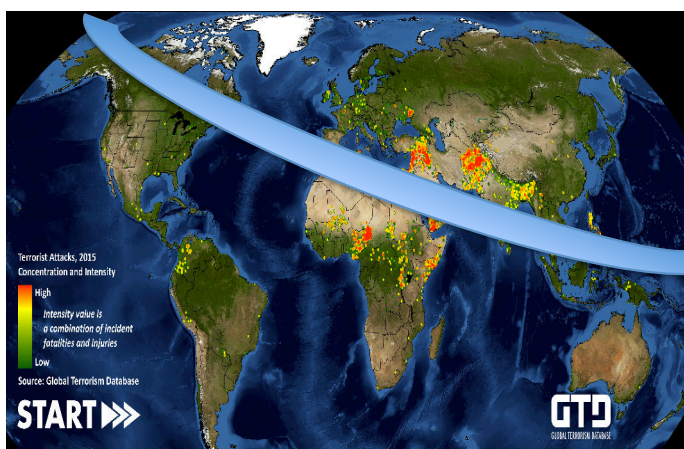 Terrorist Attacks, 2015
Concentration and Intensity
High
Intensity value is
a combination of incident
fatalities and injuries
Low
Source: Global Terrorism Database
START
GTD
GLOBAL TERRORISM DATABASE